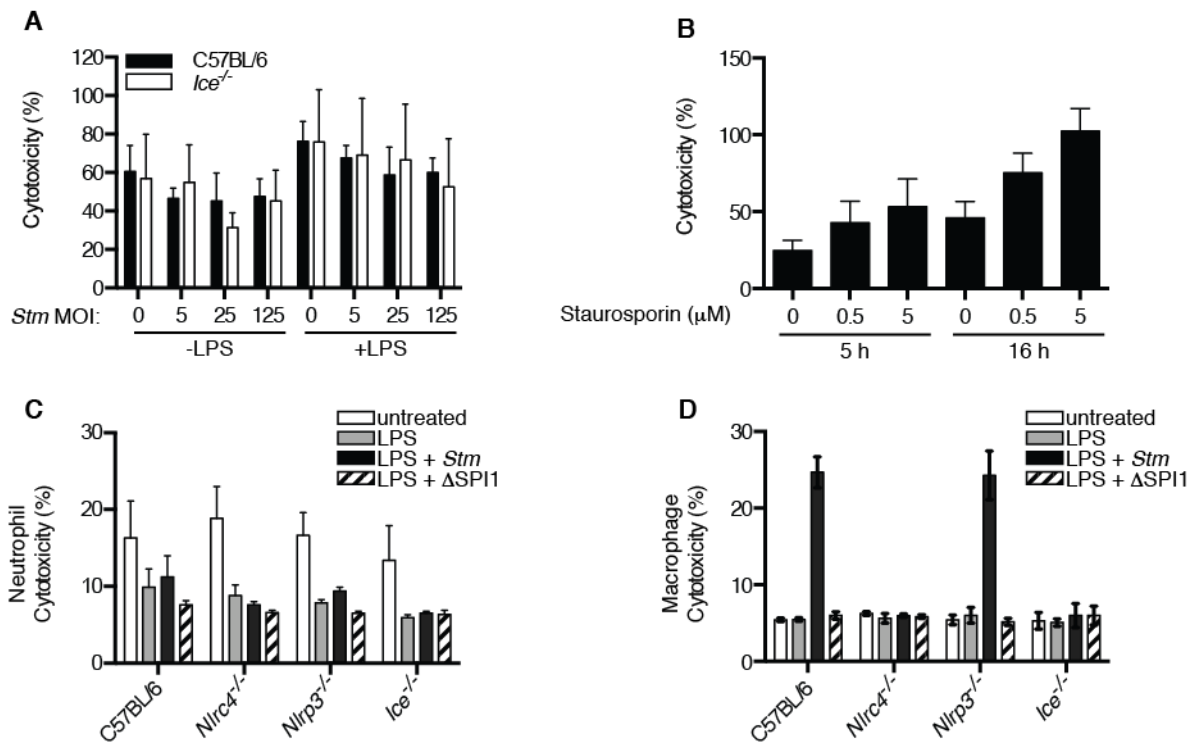 A
120
100
80
60
40
20
0
Cytotoxicity (%)
C57BL/6
Ice-/-
Stm MOI: 0 5 25 125 0 5 25 125
-LPS +LPS
B
150
100
50
0
Cytotoxicity (%)
Staurosporin (μM) 0 0.5 5 0 0.5 5
5 h 16 h
C
untreated
LPS
LPS + Stm
LPS + ΔSPI1
30
20
10
0
Neutrophil
Cytotoxicity (%)
C57BL/6 Nlrc4-/- Nlrp3-/- Ice-/-
D
untreated
LPS
LPS + Stm
LPS + ΔSPI1
30
20
10
0
Macrophage
Cytotoxicity (%)
C57BL/6 Nlrc4-/- Nlrp3-/- Ice-/-